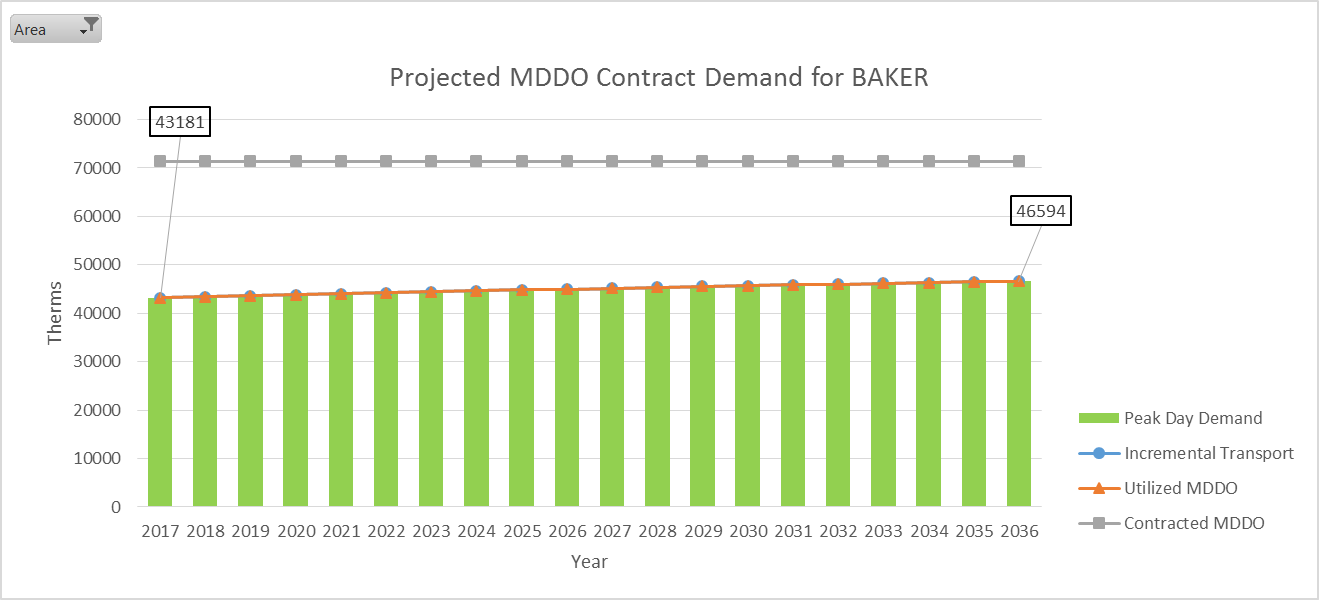 Area
Projected MDDO Contract Demand for BAKER
43181
46594
80000
70000
60000
50000
40000
30000
20000
10000
0
Therms
2017 2018 2019 2020 2021 2022 2023 2024 2025 2026 2027 2028 2029 2030 2031 2032 2033 2034 2035 2036
Year
Peak Day Demand
Incremental Transport
Utilized MDDO
Contracted MDDO